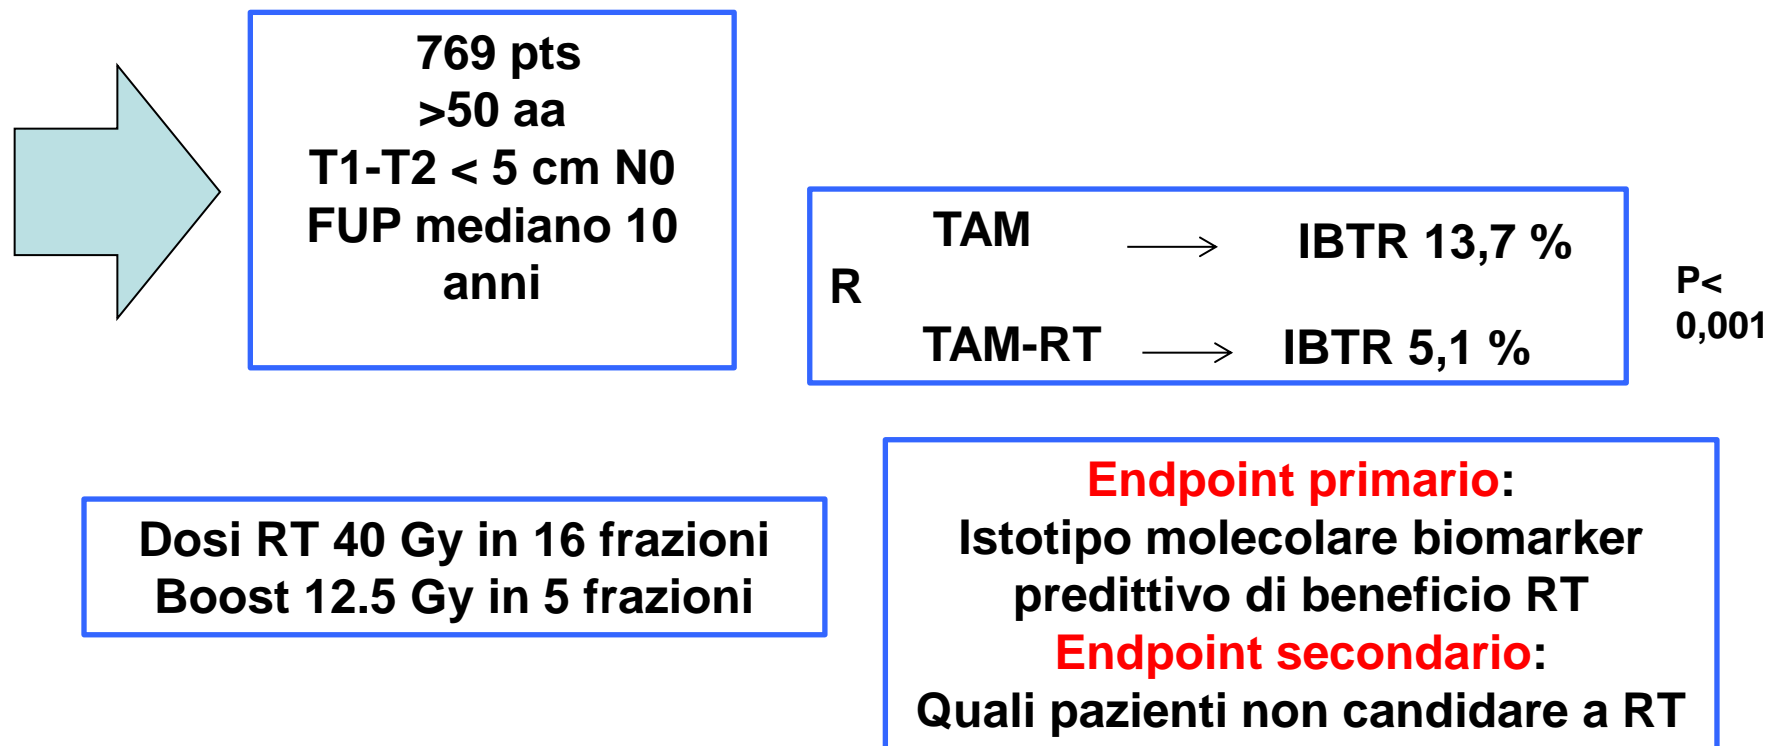 769 pts
>50 aa
T1-T2 < 5 cm N0
FUP mediano 10
anni
R
TAM
IBTR 13,7 %
TAM-RT
IBTR 5,1 %
P<
0,001
Dosi RT 40 Gy in 16 frazioni
Boost 12.5 Gy in 5 frazioni
Endpoint primario:
Istotipo molecolare biomarker
predittivo di beneficio RT
Endpoint secondario:
Quali pazienti non candidare a RT